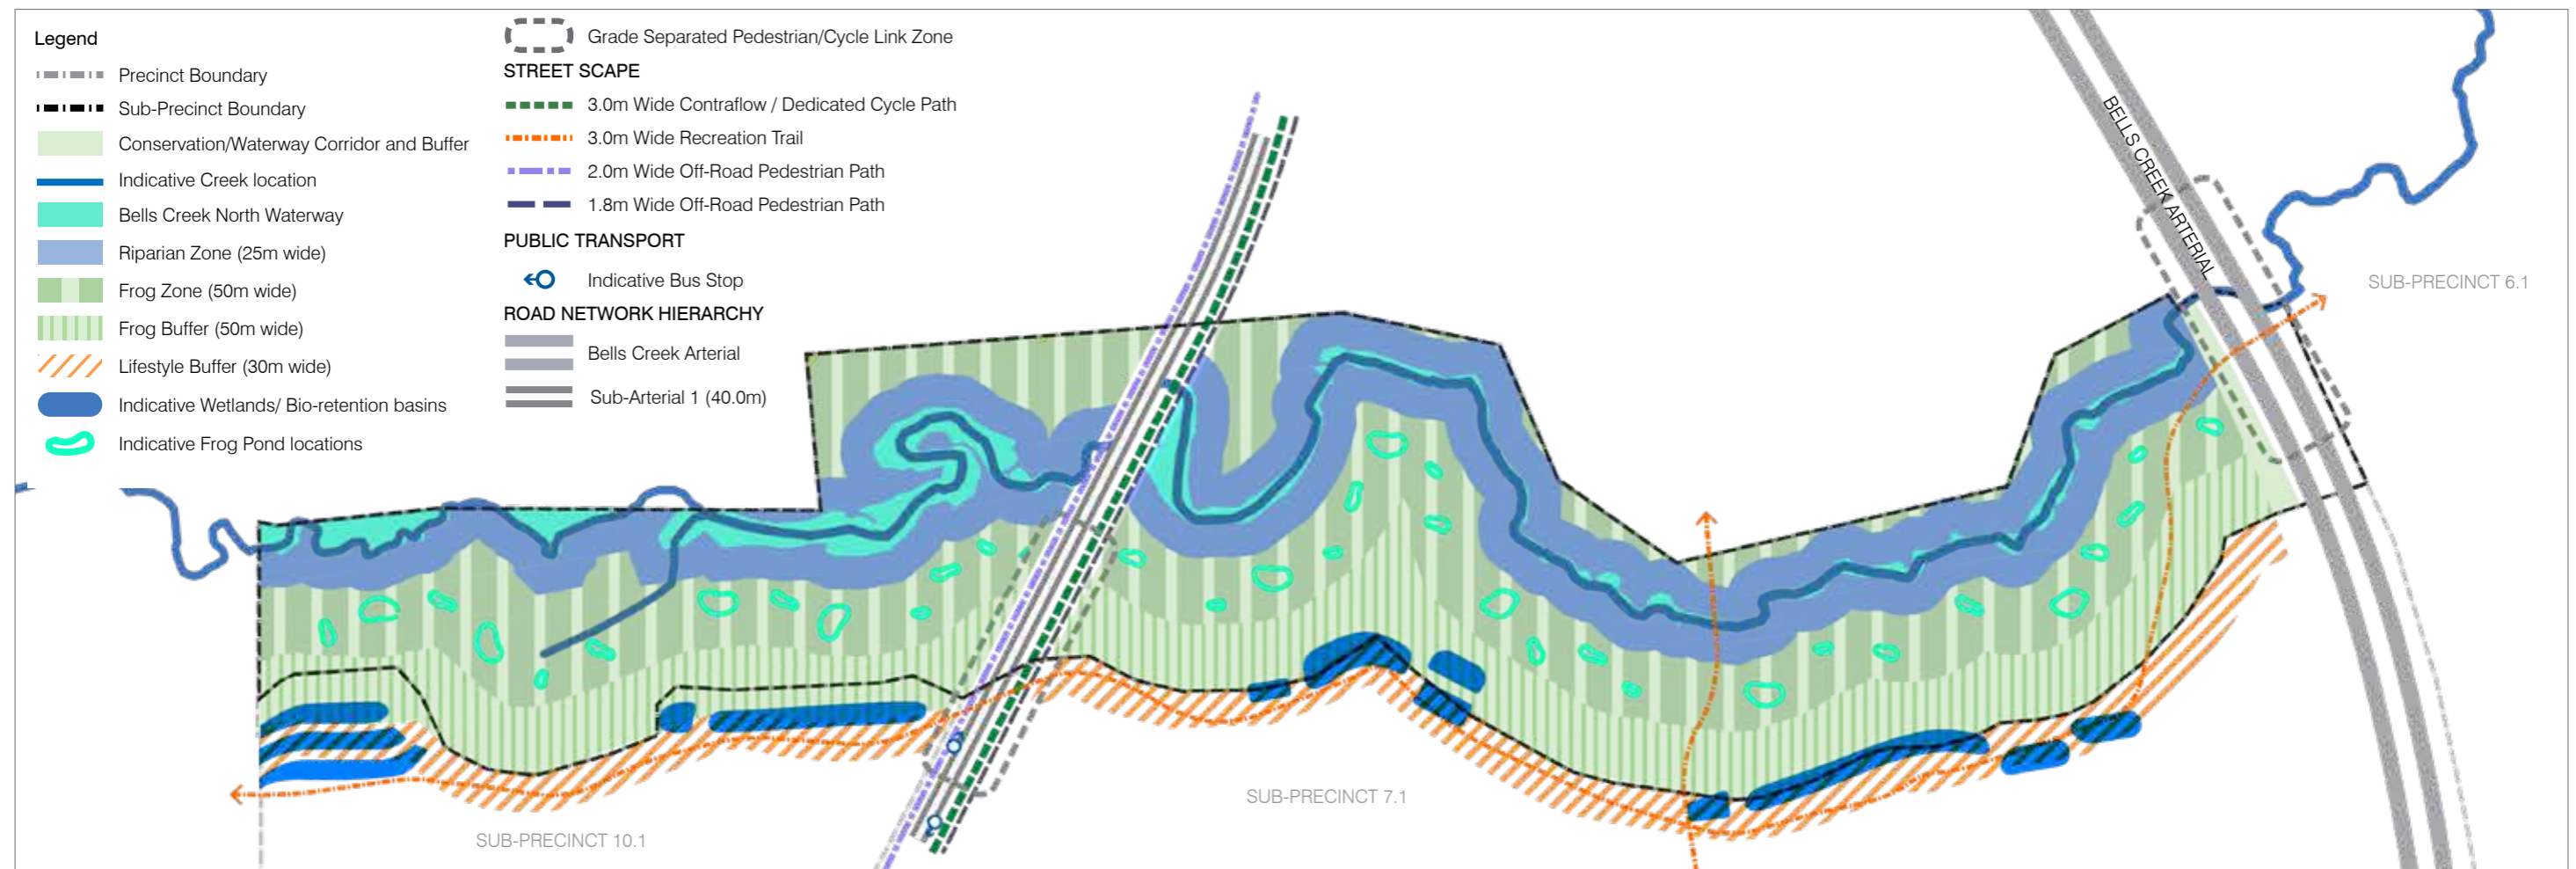 Legend
Precinct Boundary
Sub-Precinct Boundary
Conservation/Waterway Corridor and Buffer
Indicative Creek location
Bells Creek North Waterway
Riparian Zone (25m wide)
Frog Zone (50m wide)
Frog Buffer (50m wide)
Lifestyle Buffer (30m wide)
Indicative Wetlands/ Bio-retention basins
Indicative Frog Pond locations
Grade Separated Pedestrian/Cycle Link Zone
STREET SCAPE
3.0m Wide Contraflow / Dedicated Cycle Path
3.0m Wide Recreation Trail
2.0m Wide Off-Road Pedestrian Path
1.8m Wide Off-Road Pedestrian Path
PUBLIC TRANSPORT
Indicative Bus Stop
ROAD NETWORK HIERARCHY
Bells Creek Arterial
Sub-Arterial 1 (40.0m)
BELLS CREEK ARTERIAL
SUB-PRECINCT 6.1
SUB-PRECINCT 7.1
SUB-PRECINCT 10.1